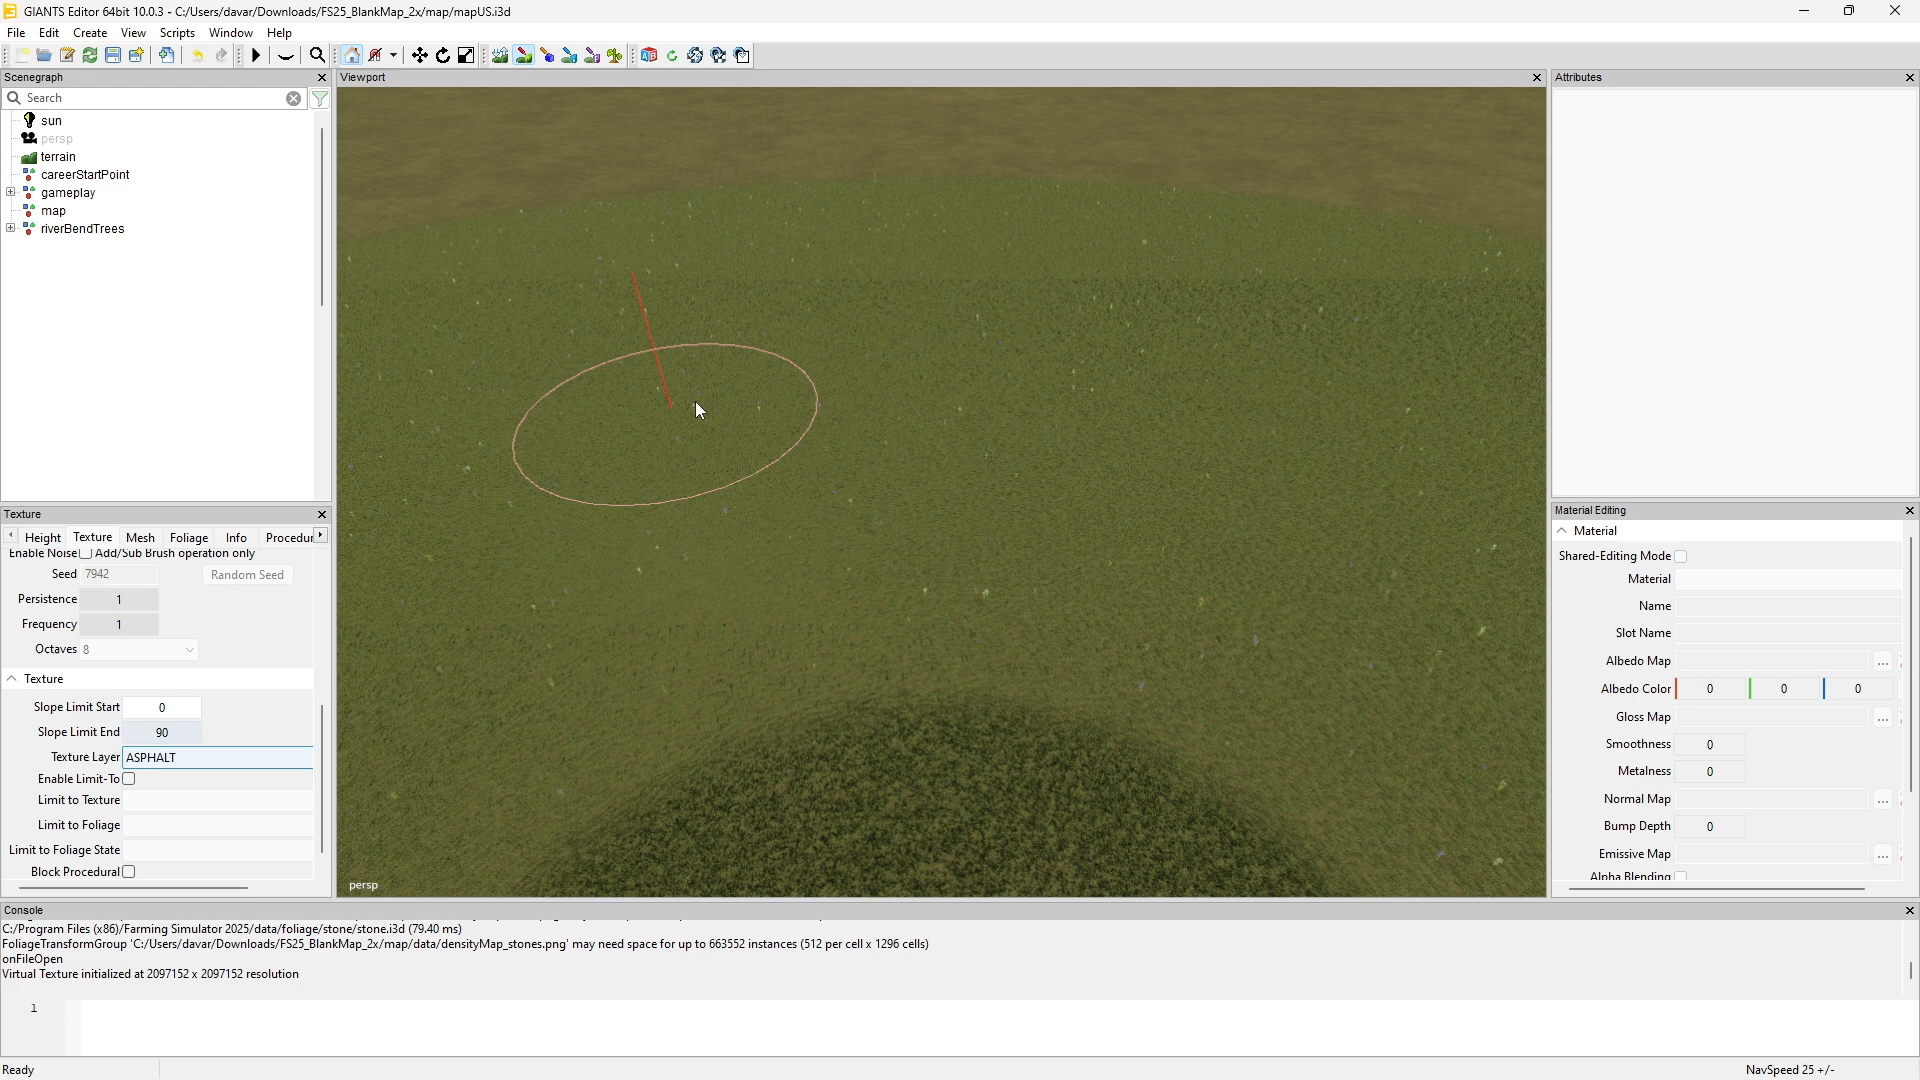 GIANTS Editor 64bit 10.0.3 - C:/Users/davar/Downloads/FS25_BlankMap_2x/map/mapUS.i3d
File Edit Create View Scripts Window Help
Scenegraph
Search
sun
persp
terrain
careerStartPoint
gameplay
map
riverBendTrees
Texture
Height Texture Mesh Foliage Info Procedur
Enable Noise Add/Sub Brush operation only
Seed 7942 Random Seed
Persistence 1
Frequency 1
Octaves 8
Texture
Slope Limit Start 0
Slope Limit End 90
Texture Layer ASPHALT
Enable Limit-To
Limit to Texture
Limit to Foliage
Limit to Foliage State
Block Procedural
Viewport
persp
Attributes
Material Editing
Material
Shared-Editing Mode
Material
Name
Slot Name
Albedo Map ...
Albedo Color 0 0 0
Gloss Map ...
Smoothness 0
Metalness 0
Normal Map ...
Bump Depth 0
Emissive Map ...
Alpha Blending
Console
C:/Program Files (x86)/Farming Simulator 2025/data/foliage/stone/stone.i3d (79.40 ms)
FoliageTransformGroup 'C:/Users/davar/Downloads/FS25_BlankMap_2x/map/data/densityMap_stones.png' may need space for up to 663552 instances (512 per cell x 1296 cells)
onFileOpen
Virtual Texture initialized at 2097152 x 2097152 resolution
1
Ready
NavSpeed 25 +/-